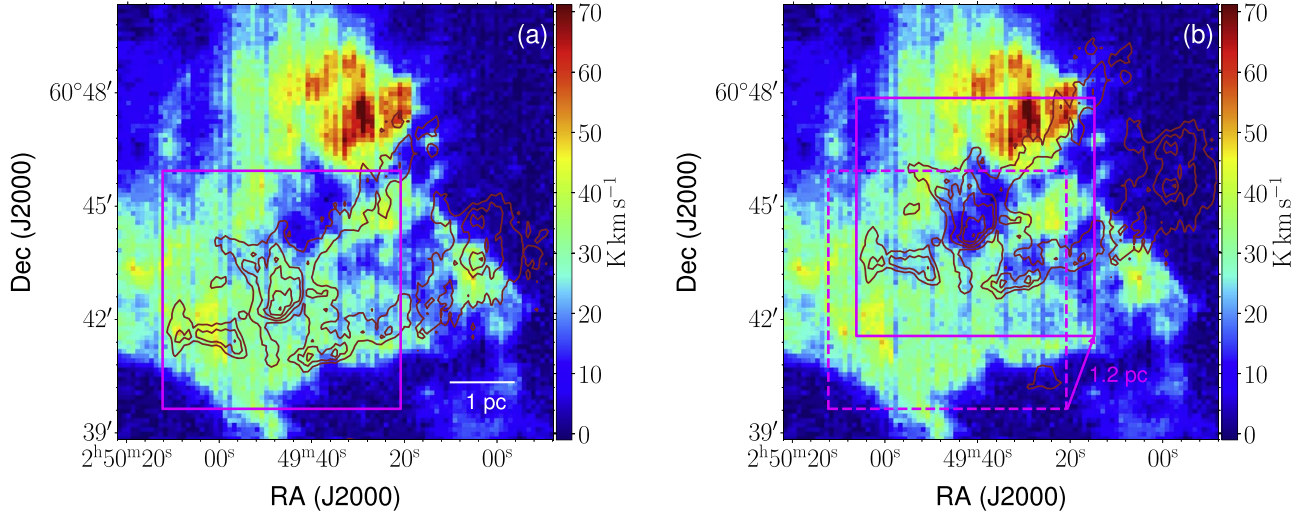 (a)
70
60
50
40
30
20
10
0
K km s⁻¹
60°48′
45′
42′
39′
Dec (J2000)
1 pc
2ʰ50ᵐ20ˢ 00ˢ 49ᵐ40ˢ 20ˢ 00ˢ
RA (J2000)
(b)
70
60
50
40
30
20
10
0
K km s⁻¹
60°48′
45′
42′
39′
Dec (J2000)
1.2 pc
2ʰ50ᵐ20ˢ 00ˢ 49ᵐ40ˢ 20ˢ 00ˢ
RA (J2000)